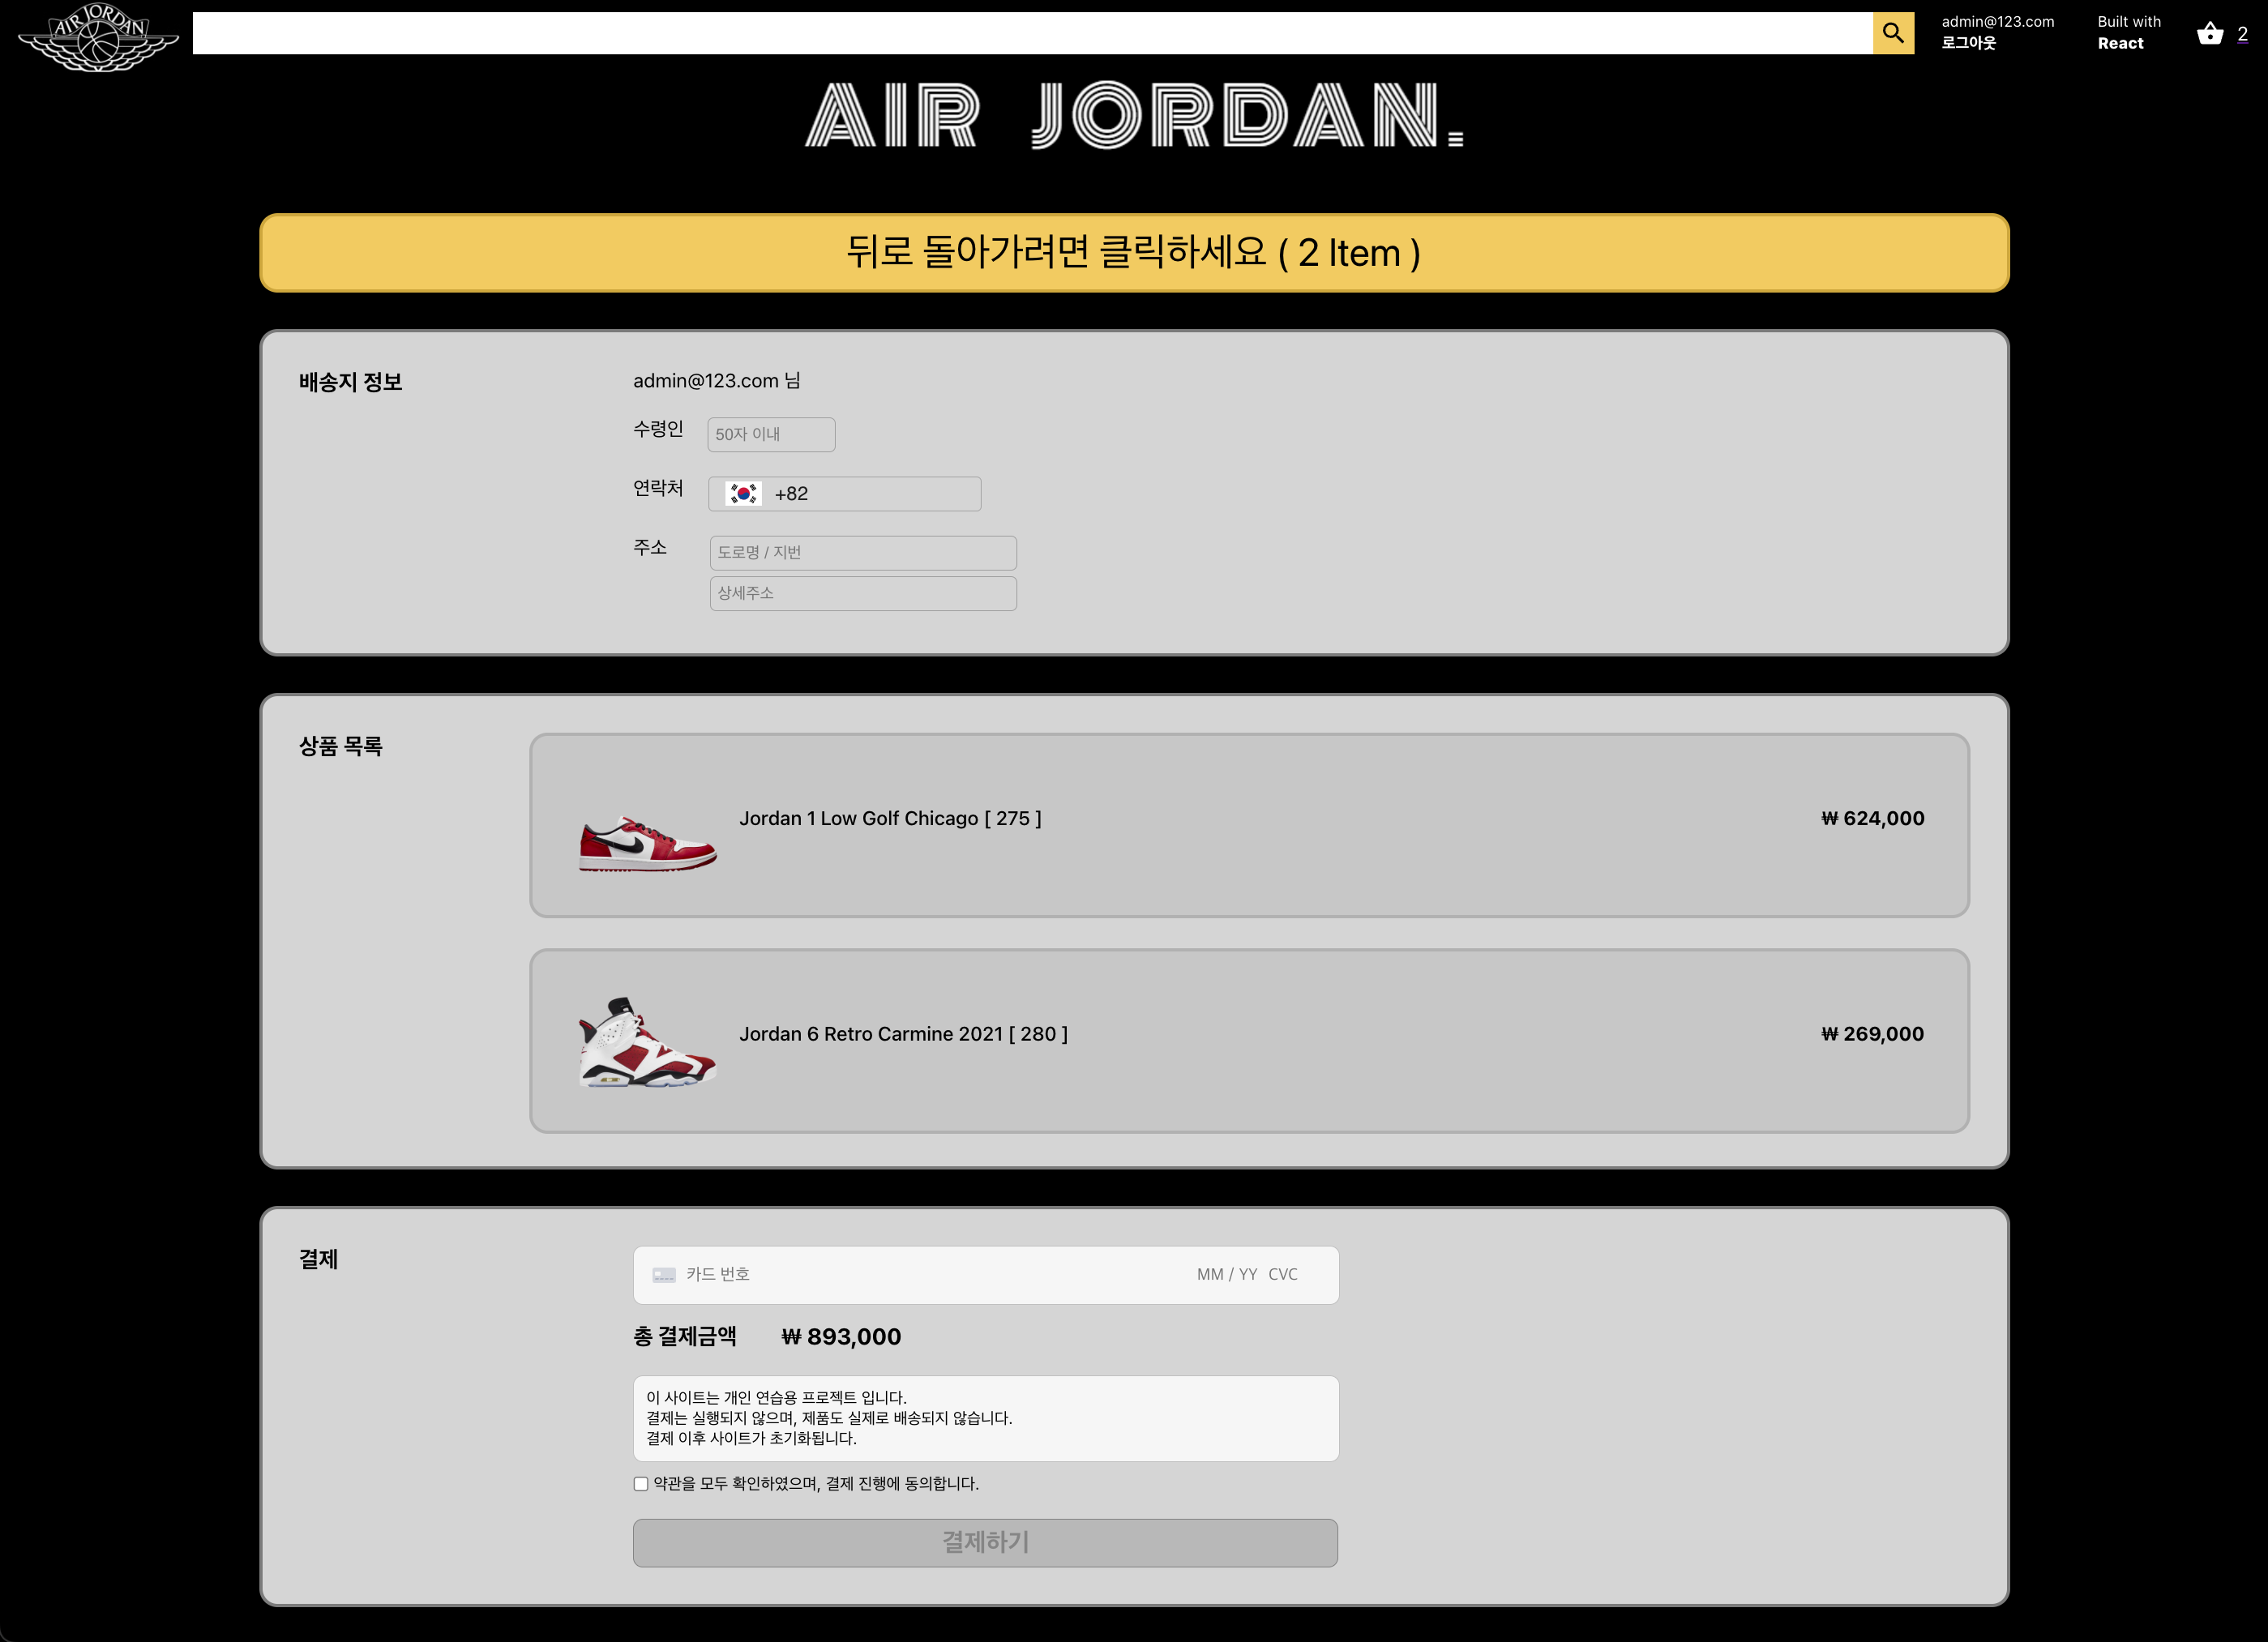 AIR JORDAN
admin@123.com
로그아웃
Built with
React
2
AIR JORDAN.
뒤로 돌아가려면 클릭하세요 ( 2 Item )
배송지 정보
admin@123.com 님
수령인
50자 이내
연락처
+82
주소
도로명 / 지번
상세주소
상품 목록
Jordan 1 Low Golf Chicago [ 275 ]
₩ 624,000
Jordan 6 Retro Carmine 2021 [ 280 ]
₩ 269,000
결제
카드 번호
MM / YY CVC
총 결제금액 ₩ 893,000
이 사이트는 개인 연습용 프로젝트 입니다.
결제는 실행되지 않으며, 제품도 실제로 배송되지 않습니다.
결제 이후 사이트가 초기화됩니다.
약관을 모두 확인하였으며, 결제 진행에 동의합니다.
결제하기